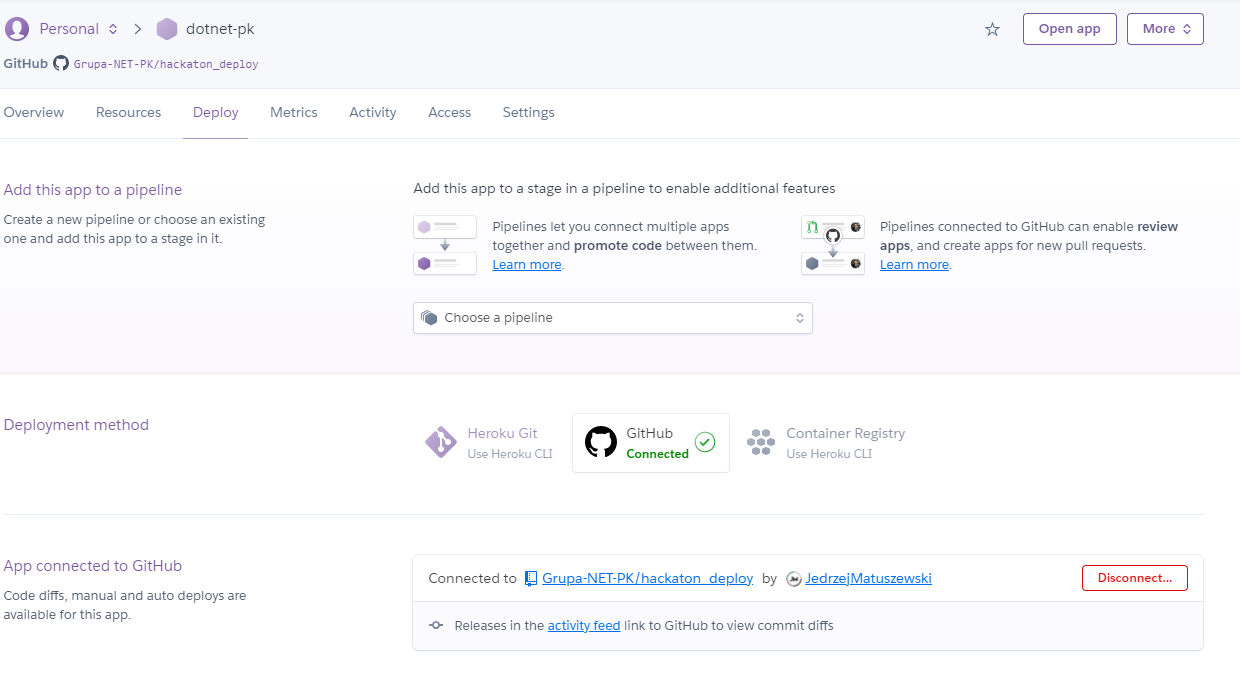 Personal dotnet-pk
Open app More
GitHub Grupa-NET-PK/hackaton_deploy
Overview Resources Deploy Metrics Activity Access Settings
Add this app to a pipeline
Create a new pipeline or choose an existing
one and add this app to a stage in it.
Add this app to a stage in a pipeline to enable additional features
Pipelines let you connect multiple apps
together and promote code between them.
Learn more.
Pipelines connected to GitHub can enable review
apps, and create apps for new pull requests.
Learn more.
Choose a pipeline
Deployment method
Heroku Git
Use Heroku CLI
GitHub
Connected
Container Registry
Use Heroku CLI
App connected to GitHub
Code diffs, manual and auto deploys are
available for this app.
Connected to Grupa-NET-PK/hackaton_deploy by JedrzejMatuszewski
Disconnect...
Releases in the activity feed link to GitHub to view commit diffs